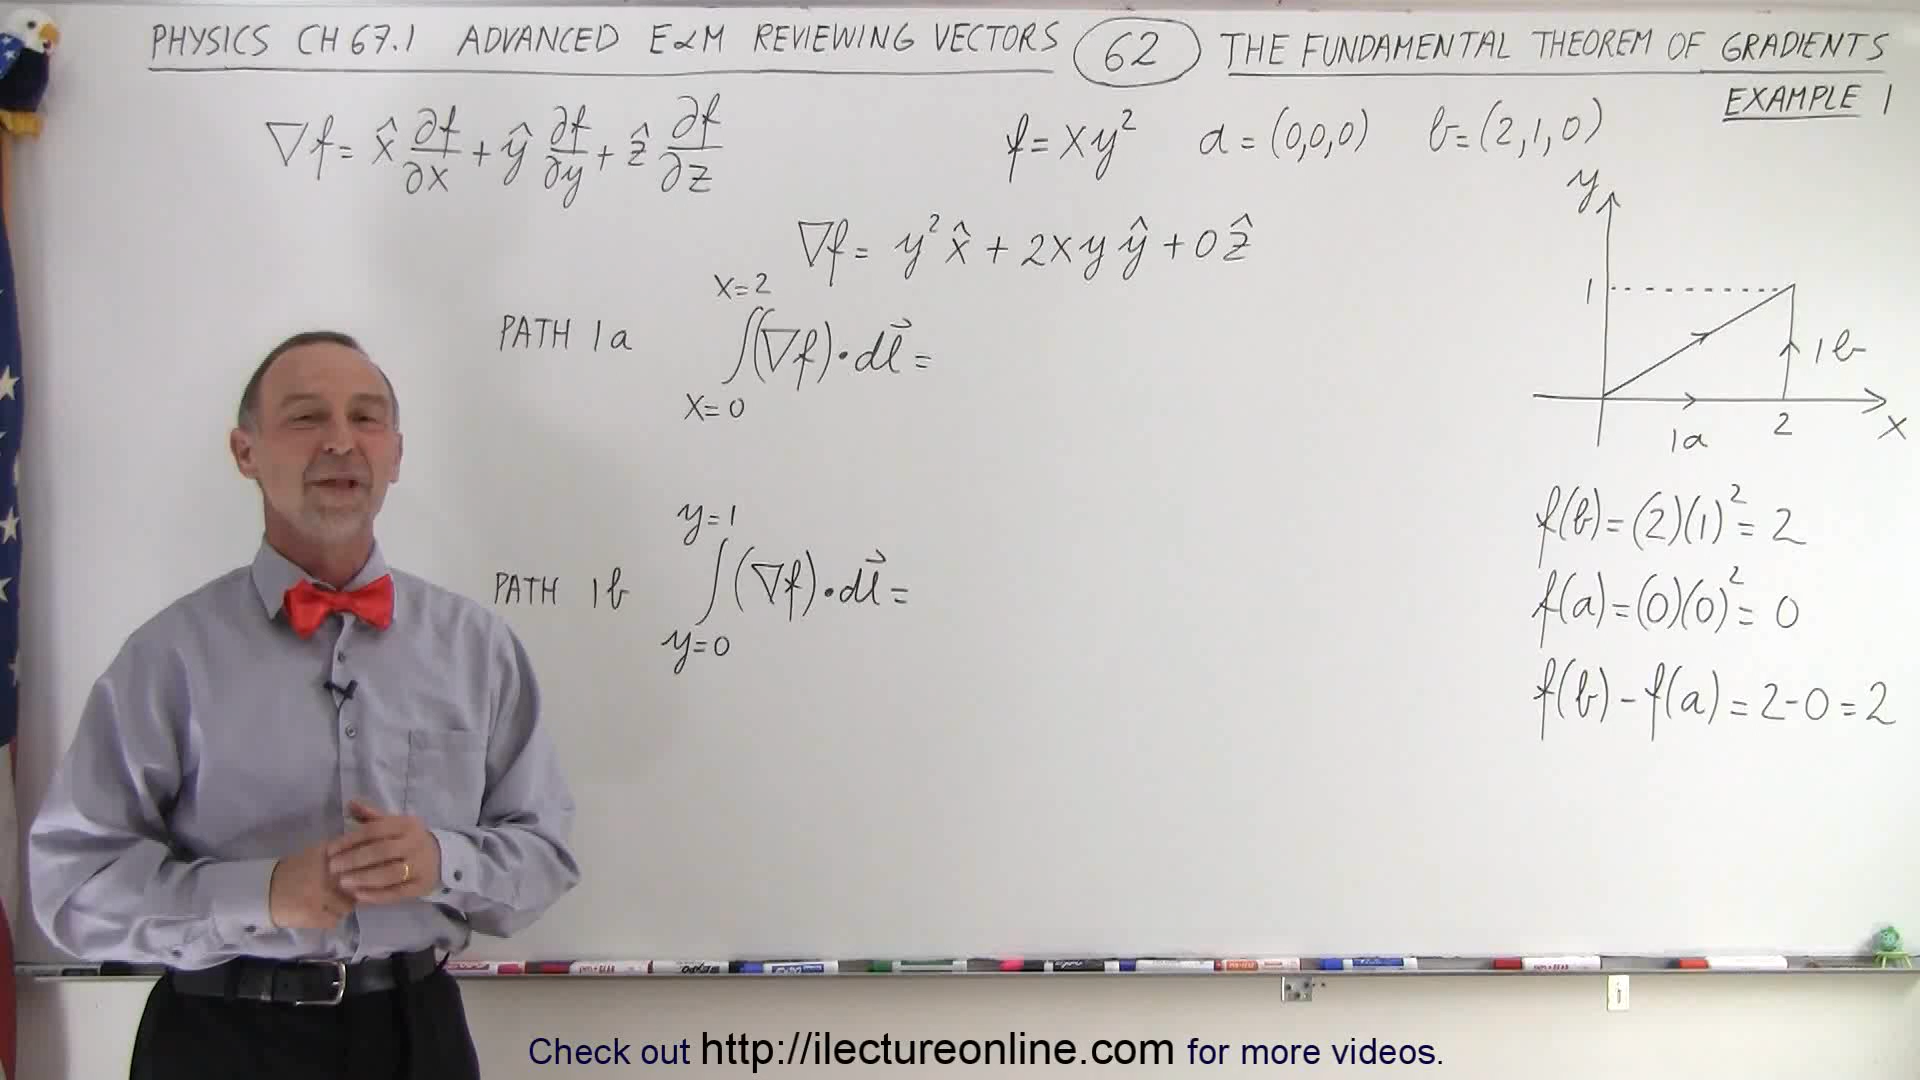 PHYSICS CH 67.1 ADVANCED E&M REVIEWING VECTORS 62 THE FUNDAMENTAL THEOREM OF GRADIENTS
EXAMPLE 1
∇f = x̂ ∂f/∂x + ŷ ∂f/∂y + ẑ ∂f/∂z
f = xy² a = (0,0,0) b = (2,1,0)
∇f = y² x̂ + 2xy ŷ + 0 ẑ
x=2
PATH 1a ∫(∇f)·dl⃗ =
x=0
y=1
PATH 1b ∫(∇f)·dl⃗ =
y=0
y
1
1b
1a 2 x
f(b) = (2)(1)² = 2
f(a) = (0)(0)² = 0
f(b) - f(a) = 2-0 = 2
Check out http://ilectureonline.com for more videos.